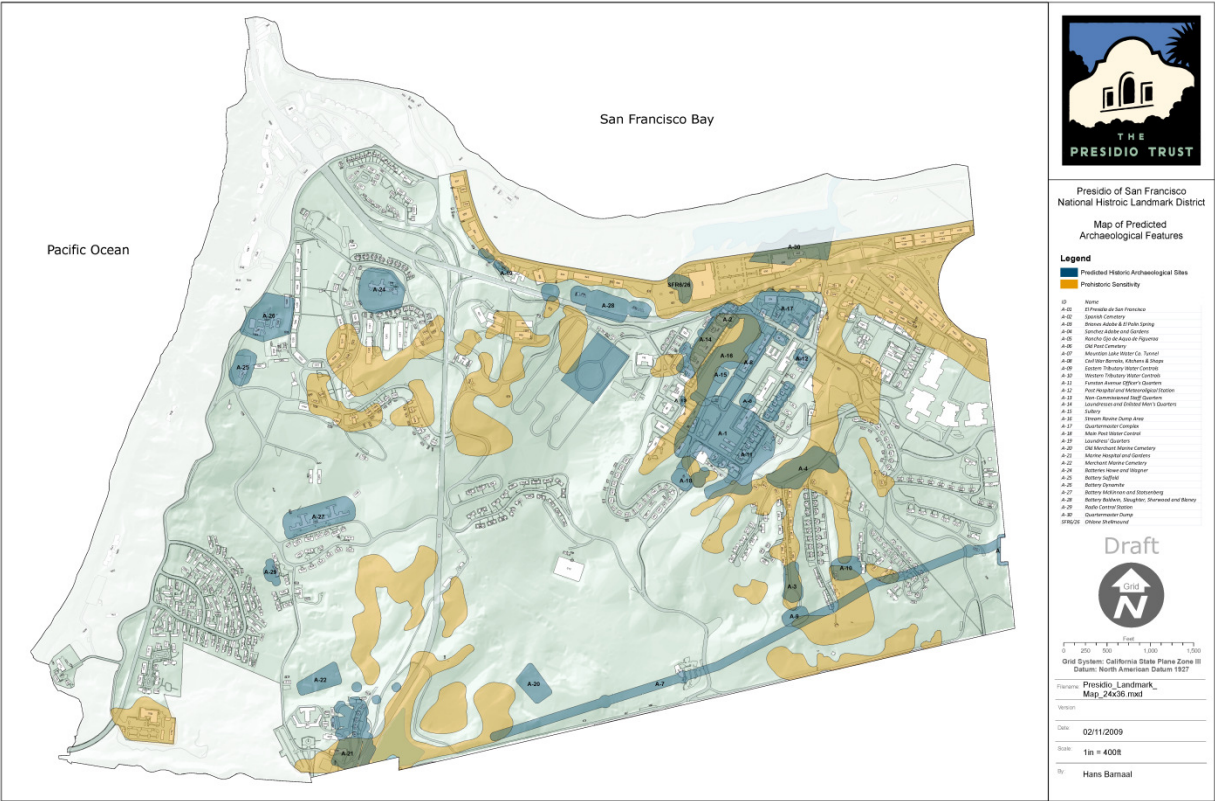 San Francisco Bay
Pacific Ocean
A-30
SFR6/26
A-24
A-28
A-2
A-17
A-14
A-26
A-25
A-18
A-8
A-12
A-15
A-1
A-11
A-10
A-4
A-27
A-16
A-3
A-22
A-20
A-7
A-21
THE
PRESIDIO TRUST
Presidio of San Francisco
National Histroic Landmark District
Map of Predicted
Archaeological Features
Legend
Predicted Historic Archaeological Sites
Prehistoric Sensitivity
ID Name
A-01 El Presidio de San Francisco
A-02 Spanish Cemetery
A-03 Briones Adobe & El Polin Spring
A-04 Sanchez Adobe and Gardens
A-05 Rancho Ojo de Agua de Figueroa
A-06 Old Post Cemetery
A-07 Mountian Lake Water Co. Tunnel
A-08 Civil War Barracks, Kitchens & Shops
A-09 Eastern Tributary Water Controls
A-10 Western Tributary Water Controls
A-11 Funston Avenue Officer's Quarters
A-12 Post Hospital and Meteorological Station
A-13 Non-Commissioned Staff Quarters
A-14 Laundresses and Enlisted Men's Quarters
A-15 Sutlery
A-16 Stream Ravine Dump Area
A-17 Quartermaster Complex
A-18 Main Post Water Control
A-19 Laundress' Quarters
A-20 Old Merchant Marine Cemetery
A-21 Marine Hospital and Gardens
A-22 Merchant Marine Cemetery
A-24 Batteries Howe and Wagner
A-25 Battery Saffold
A-26 Battery Dynamite
A-27 Battery McKinnon and Stotsenberg
A-28 Battery Baldwin, Slaughter, Sherwood and Blaney
A-29 Radio Control Station
A-30 Quartermaster Dump
SFR6/26 Ohlone Shellmound
Draft
Grid
N
Feet
0 250 500 1,000 1,500
Grid System: California State Plane Zone III
Datum: North American Datum 1927
Filename: Presidio_Landmark_
Map_24x36.mxd
Version:
Date: 02/11/2009
Scale: 1in = 400ft
By: Hans Barnaal